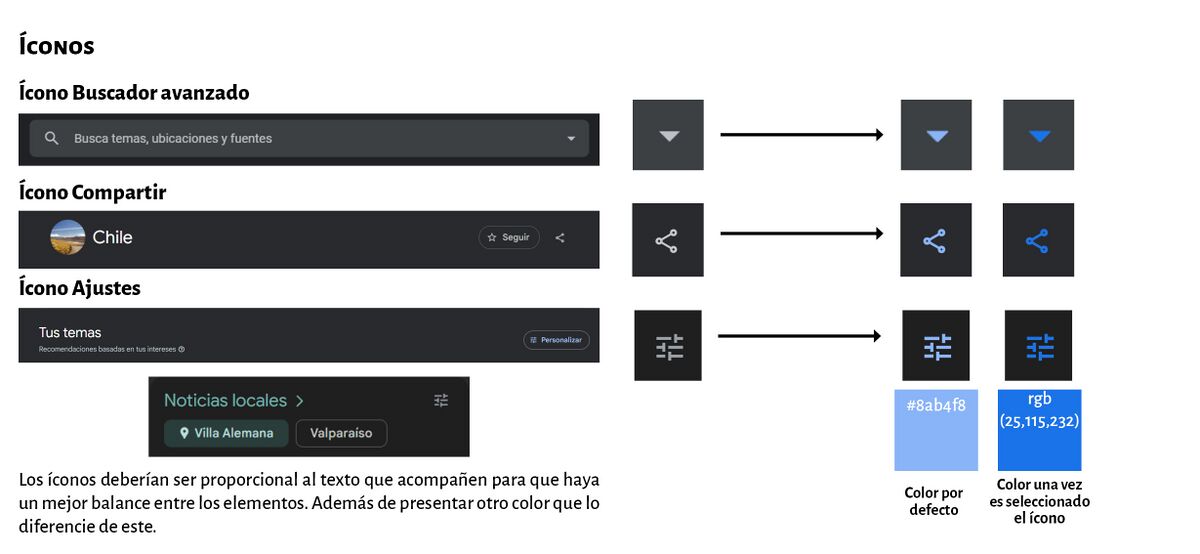 Íconos
Ícono Buscador avanzado
Busca temas, ubicaciones y fuentes
Ícono Compartir
Chile
Seguir
Ícono Ajustes
Tus temas
Recomendaciones basadas en tus intereses
Personalizar
Noticias locales
Villa Alemana
Valparaíso
Los íconos deberían ser proporcional al texto que acompañen para que haya
un mejor balance entre los elementos. Además de presentar otro color que lo
diferencie de este.
#8ab4f8
rgb
(25,115,232)
Color por
defecto
Color una vez
es seleccionado
el ícono